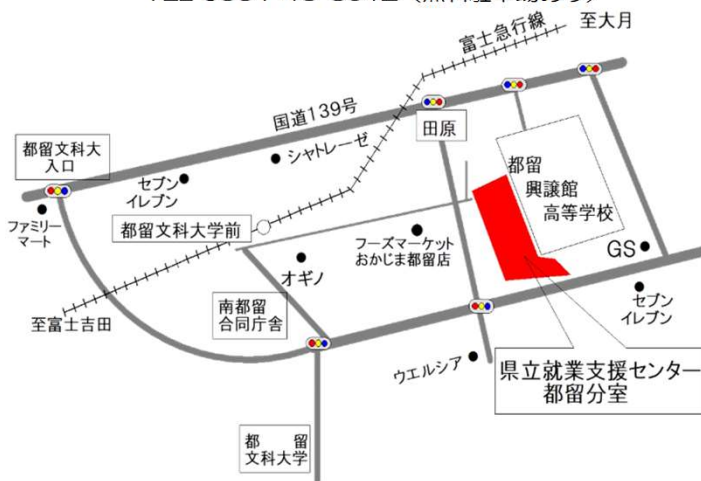 富士急行線
至大月
国道139号
田原
都留文科大
入口
シャトレーゼ
都留
興譲館
高等学校
セブン
イレブン
ファミリー
マート
都留文科大学前
フーズマーケット
おかじま都留店
GS
オギノ
南都留
合同庁舎
セブン
イレブン
至富士吉田
ウエルシア
県立就業支援センター
都留分室
都 留
文科大学